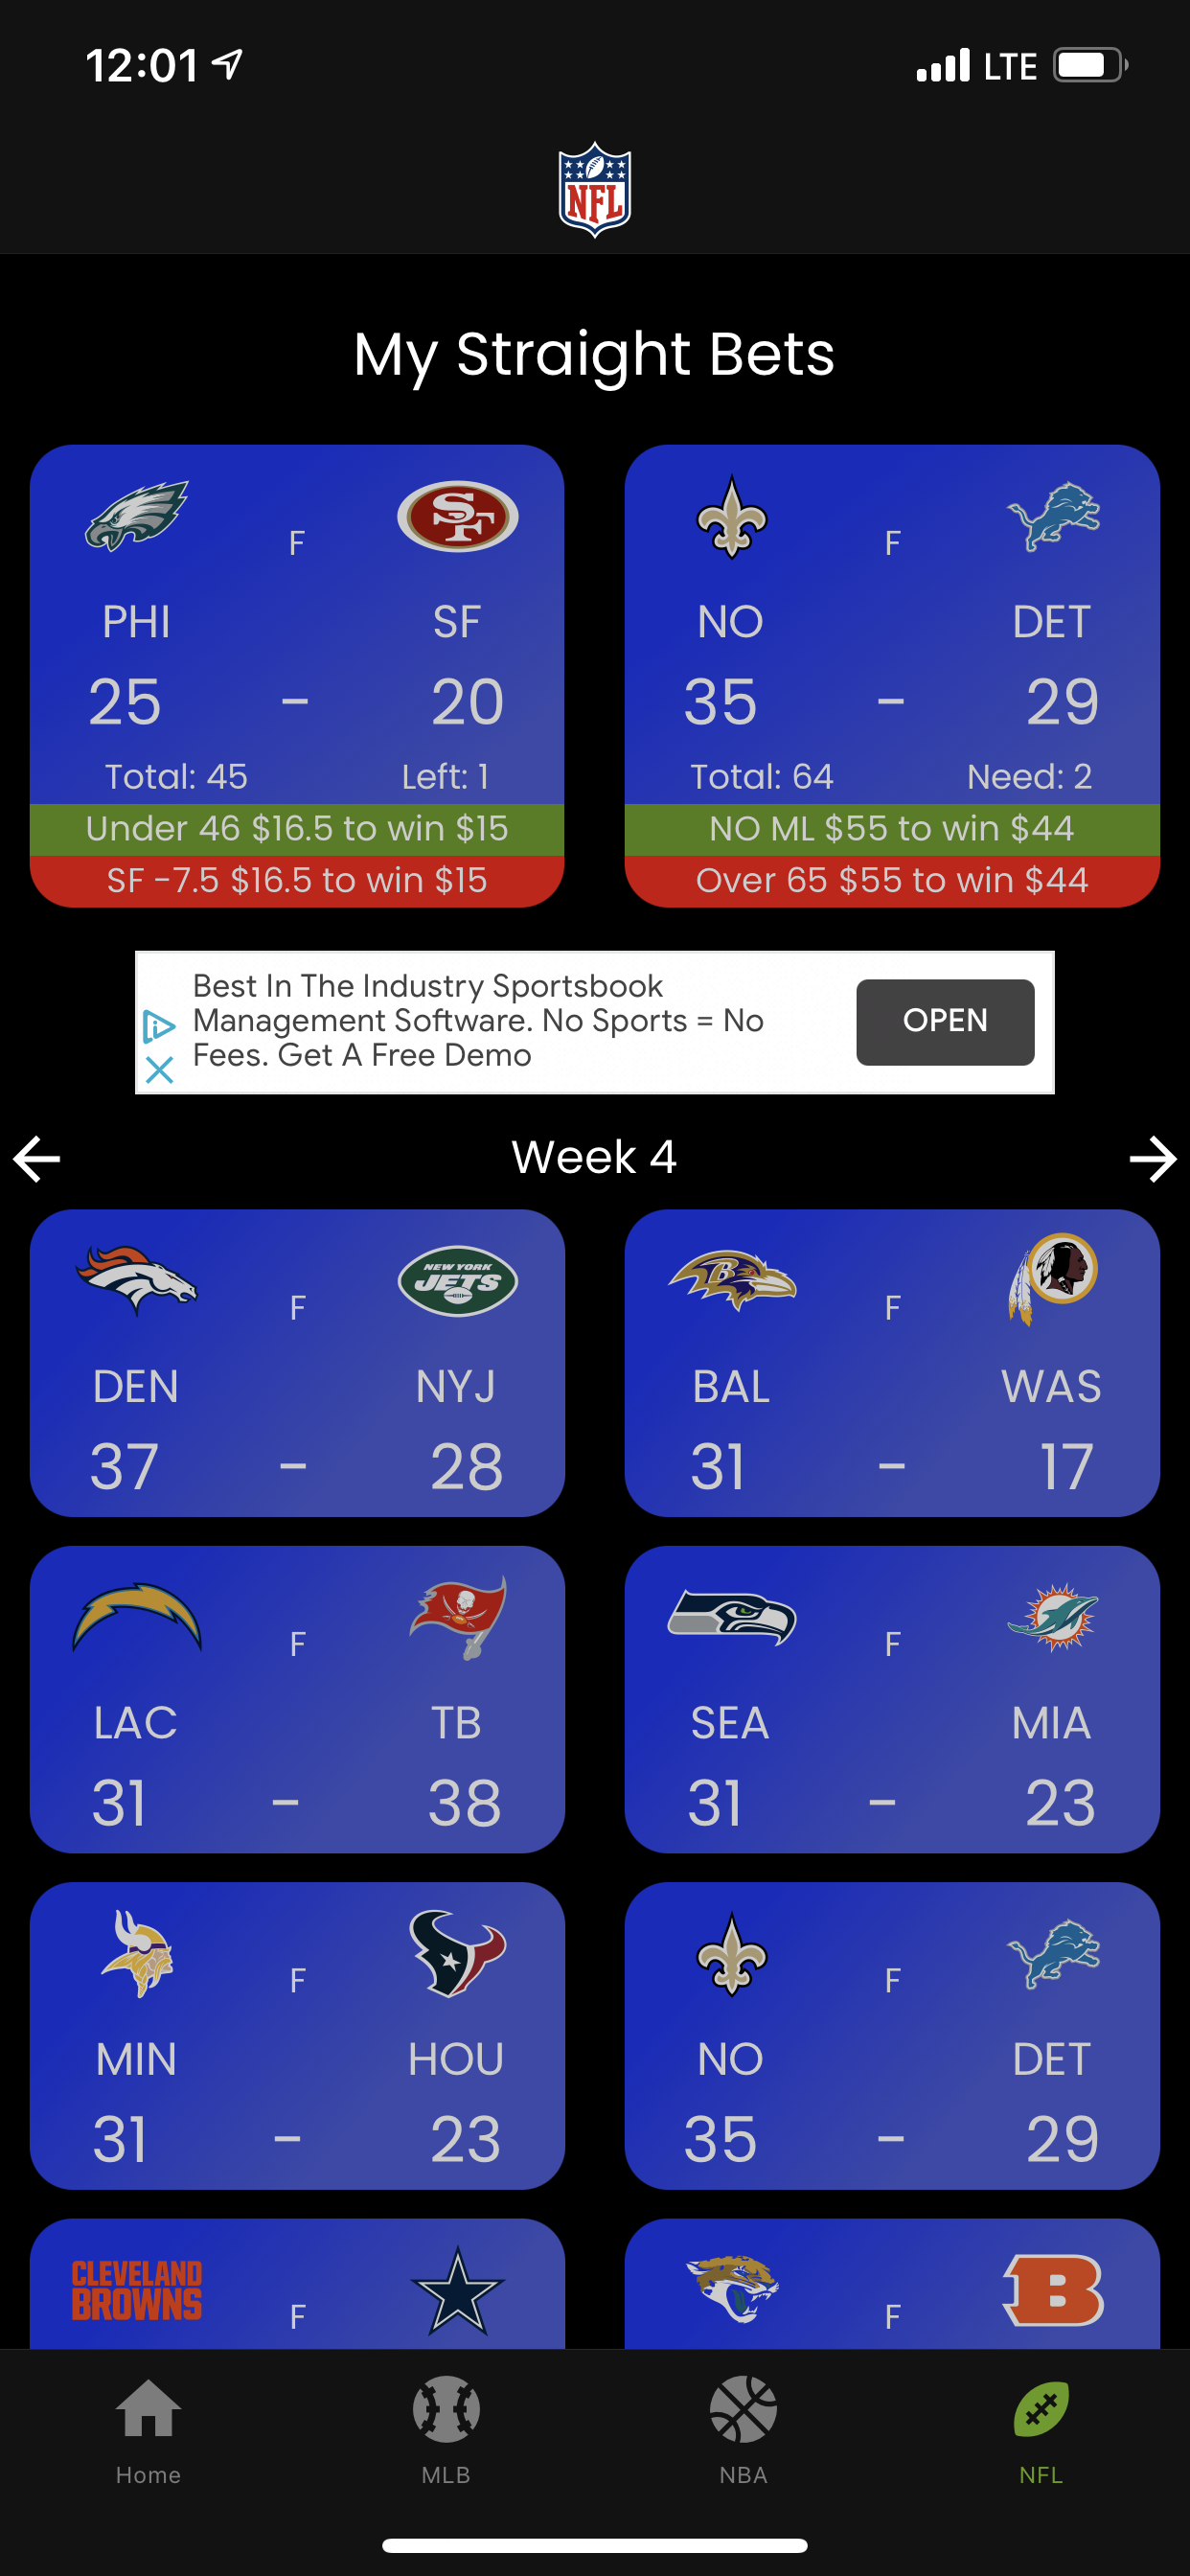 12:01 LTE
NFL
My Straight Bets
F F
PHI SF NO DET
25 - 20 35 - 29
Total: 45 Left: 1 Total: 64 Need: 2
Under 46 $16.5 to win $15 NO ML $55 to win $44
SF -7.5 $16.5 to win $15 Over 65 $55 to win $44
Best In The Industry Sportsbook
Management Software. No Sports = No
Fees. Get A Free Demo
OPEN
Week 4
NEW YORK
JETS
F F
DEN NYJ BAL WAS
37 - 28 31 - 17
F F
LAC TB SEA MIA
31 - 38 31 - 23
F F
MIN HOU NO DET
31 - 23 35 - 29
CLEVELAND
BROWNS F F B
Home MLB NBA NFL